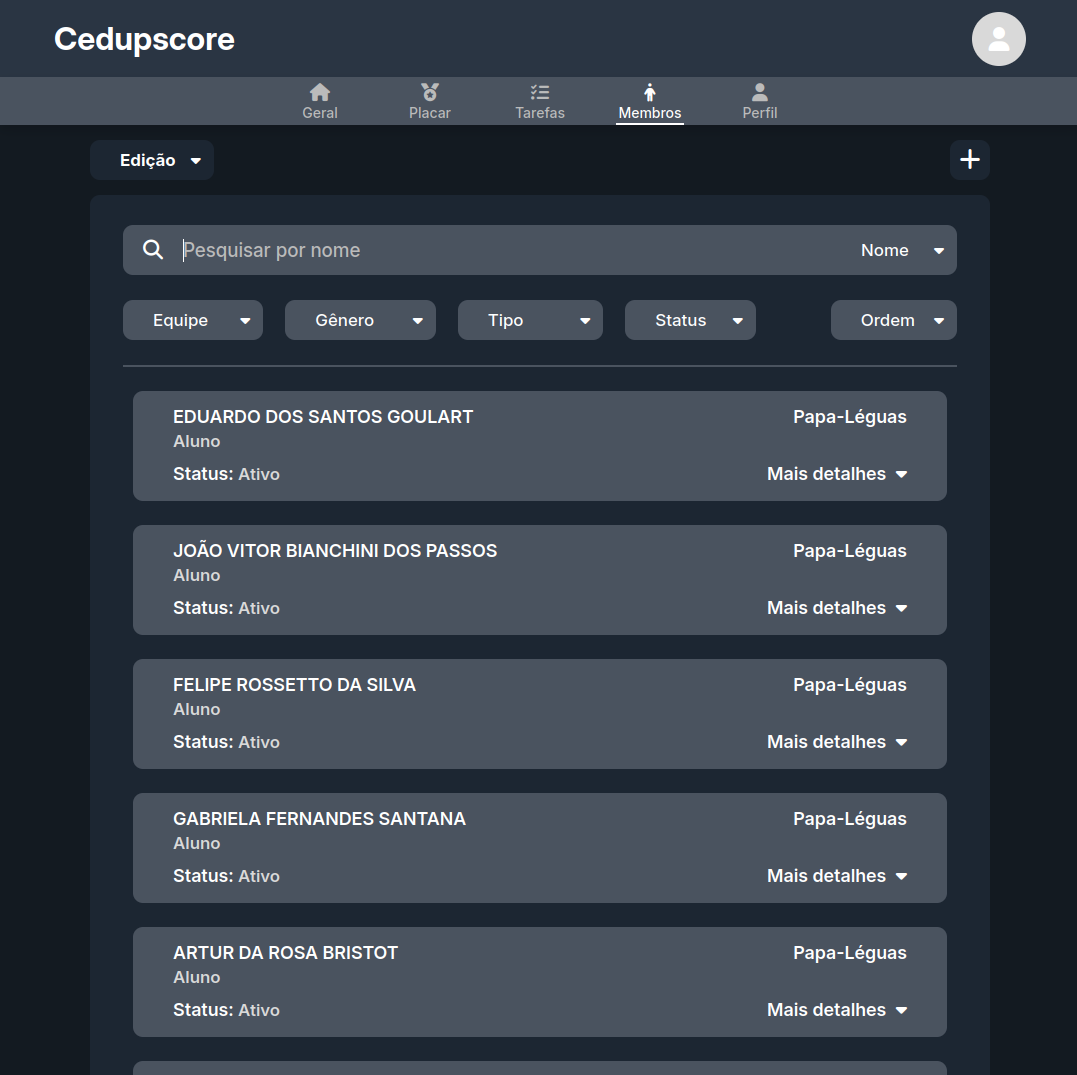 Cedupscore
Geral
Placar
Tarefas
Membros
Perfil
Edição
Pesquisar por nome
Nome
Equipe
Gênero
Tipo
Status
Ordem
EDUARDO DOS SANTOS GOULART
Papa-Léguas
Aluno
Status: Ativo
Mais detalhes
JOÃO VITOR BIANCHINI DOS PASSOS
Papa-Léguas
Aluno
Status: Ativo
Mais detalhes
FELIPE ROSSETTO DA SILVA
Papa-Léguas
Aluno
Status: Ativo
Mais detalhes
GABRIELA FERNANDES SANTANA
Papa-Léguas
Aluno
Status: Ativo
Mais detalhes
ARTUR DA ROSA BRISTOT
Papa-Léguas
Aluno
Status: Ativo
Mais detalhes